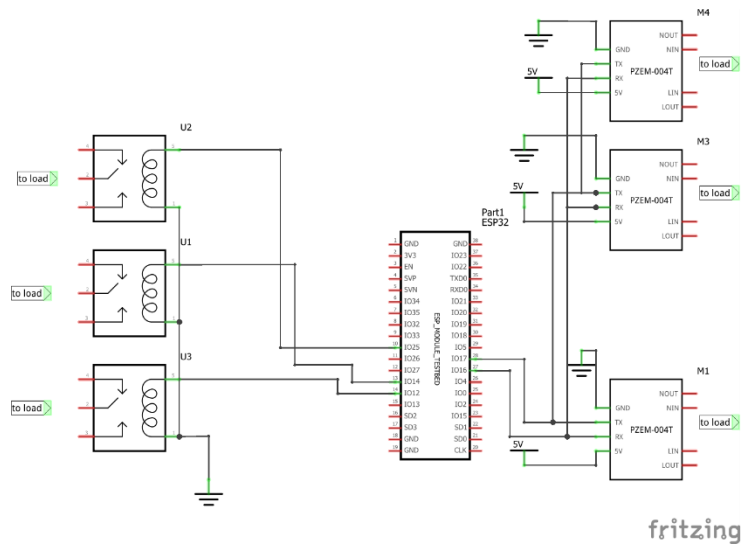 M4
NOUT
GND
NIN
TX
to load
RX
PZEM-004T
5V
5V
LIN
LOUT
U2
to load
M3
NOUT
GND
NIN
TX
to load
RX
PZEM-004T
5V
5V
LIN
LOUT
Part1
ESP32
U1
to load
GND
3V3
EN
SVP
SVN
IO34
IO35
IO32
IO33
IO25
IO26
IO27
IO14
IO12
IO13
SD2
SD3
GND
GND
ESP_MODULE_TESTBED
GND
IO23
IO22
TXD0
RXD0
IO21
IO20
IO19
IO18
IO5
IO17
IO16
IO4
IO0
IO2
IO15
SD1
SD0
CLK
U3
to load
M1
NOUT
GND
NIN
TX
to load
RX
PZEM-004T
5V
5V
LIN
LOUT
fritzing